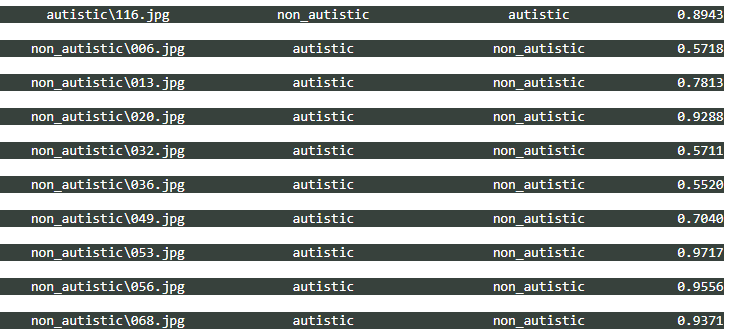 autistic\116.jpg non_autistic autistic 0.8943
non_autistic\006.jpg autistic non_autistic 0.5718
non_autistic\013.jpg autistic non_autistic 0.7813
non_autistic\020.jpg autistic non_autistic 0.9288
non_autistic\032.jpg autistic non_autistic 0.5711
non_autistic\036.jpg autistic non_autistic 0.5520
non_autistic\049.jpg autistic non_autistic 0.7040
non_autistic\053.jpg autistic non_autistic 0.9717
non_autistic\056.jpg autistic non_autistic 0.9556
non_autistic\068.jpg autistic non_autistic 0.9371